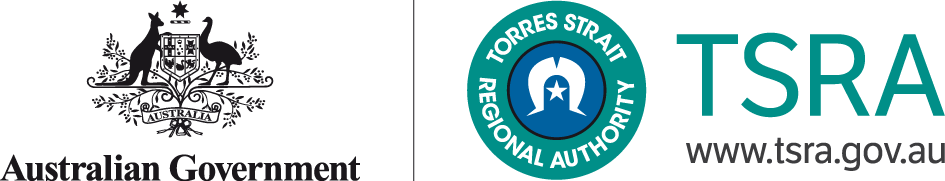 AUSTRALIA
Australian Government
TORRES STRAIT
REGIONAL AUTHORITY
TSRA
www.tsra.gov.au